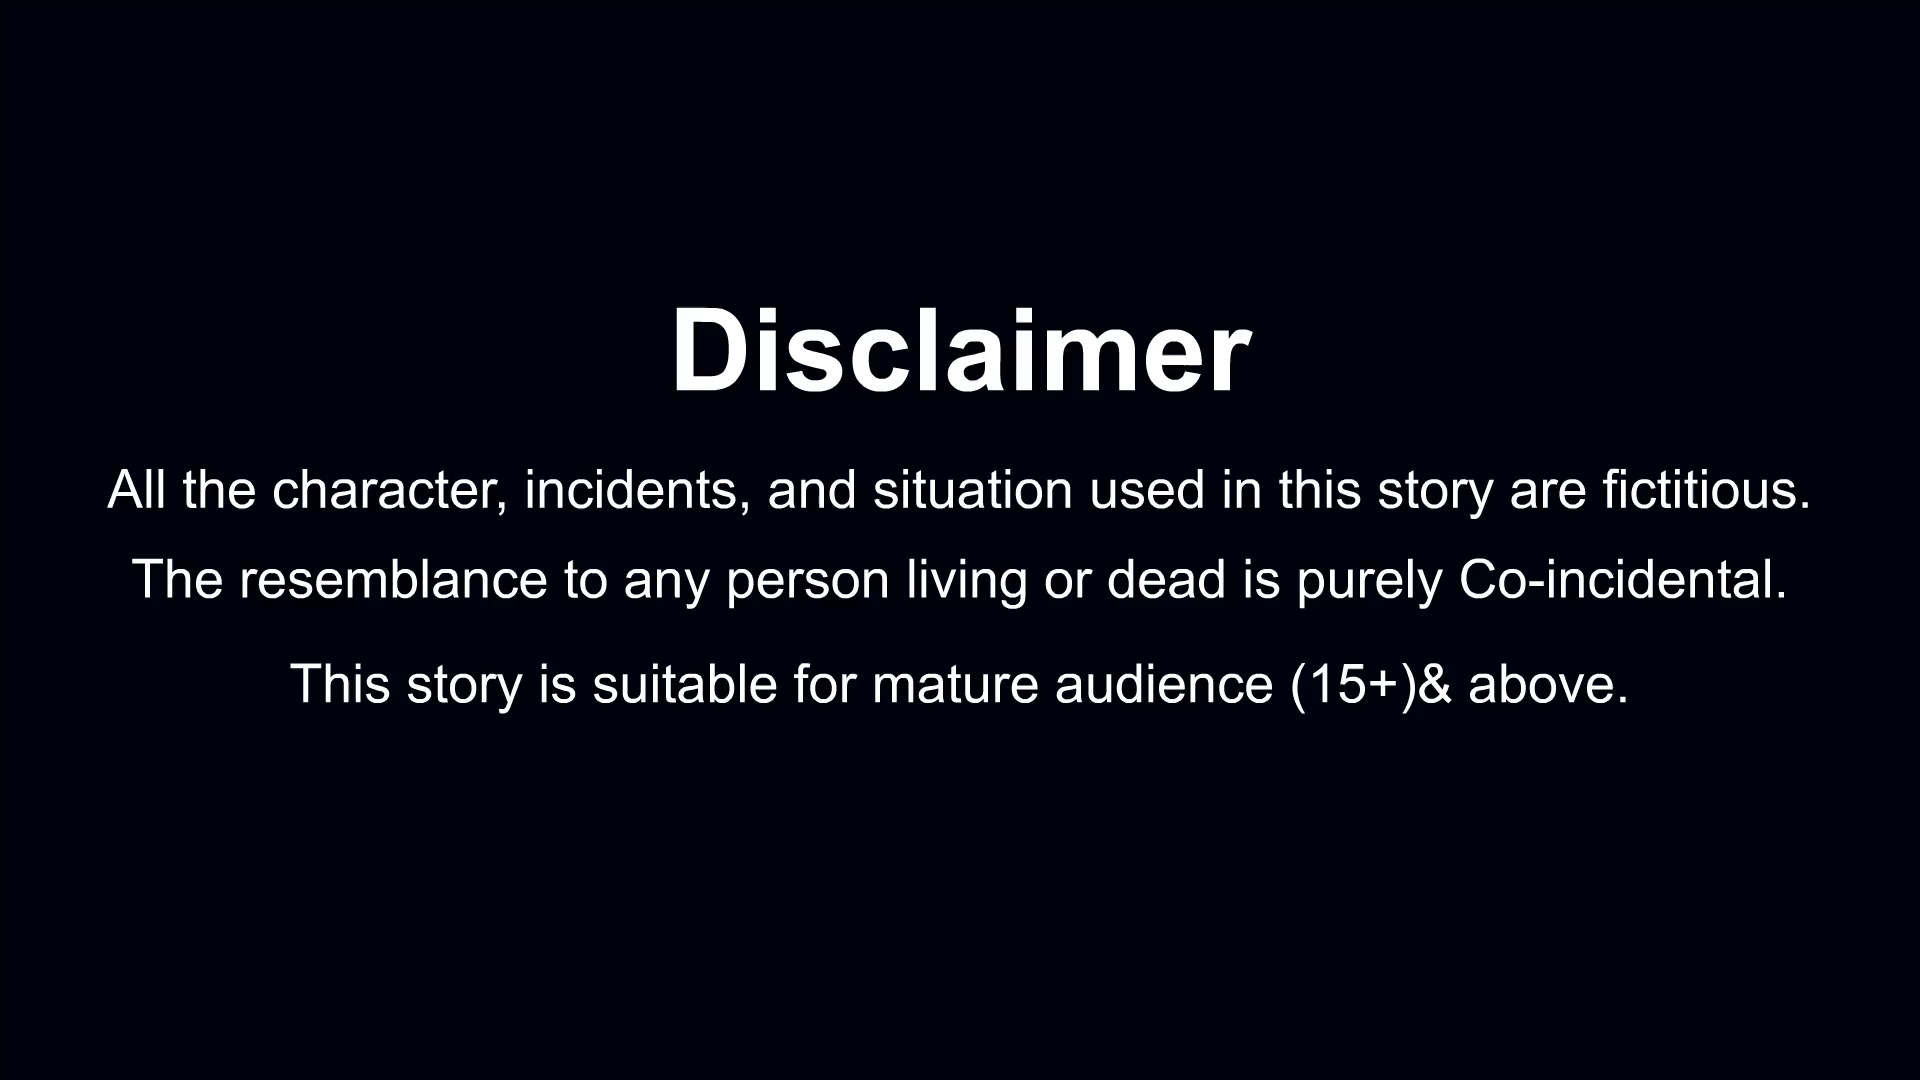 Disclaimer
All the character, incidents, and situation used in this story are fictitious.
The resemblance to any person living or dead is purely Co-incidental.
This story is suitable for mature audience (15+)& above.